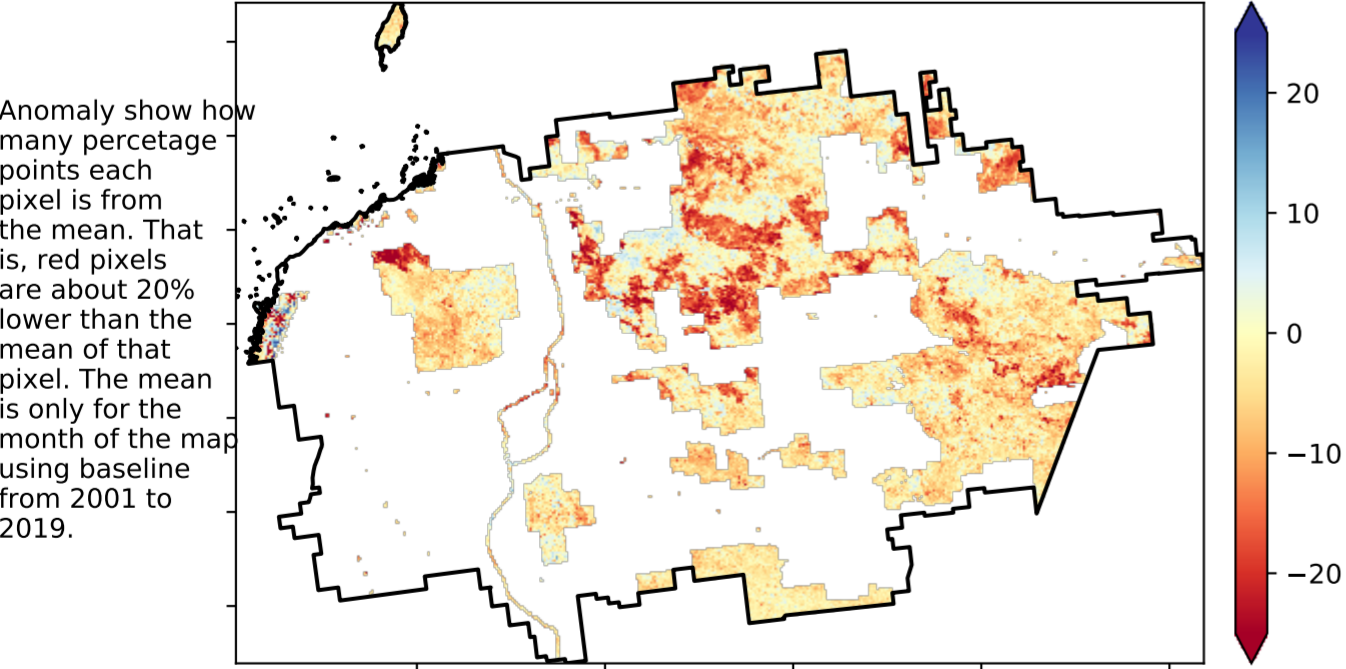 Anomaly show how
many percetage
points each
pixel is from
the mean. That
is, red pixels
are about 20%
lower than the
mean of that
pixel. The mean
is only for the
month of the map
using baseline
from 2001 to
2019.
20
10
0
−10
−20